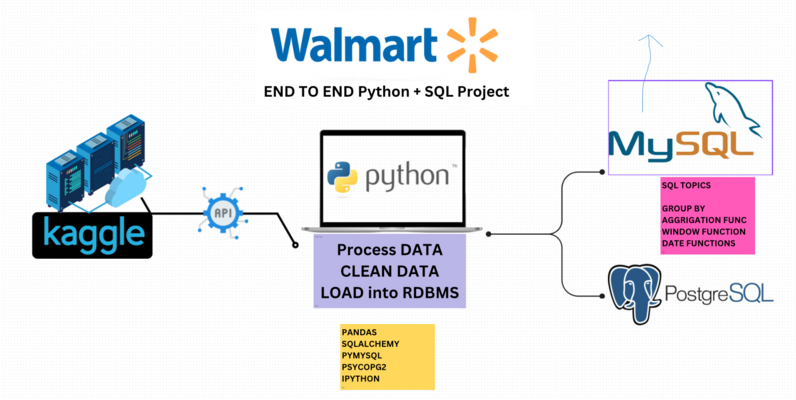 Walmart
END TO END Python + SQL Project
kaggle
API
python™
Process DATA
CLEAN DATA
LOAD into RDBMS
PANDAS
SQLALCHEMY
PYMYSQL
PSYCOPG2
IPYTHON
MySQL
SQL TOPICS
GROUP BY
AGGRIGATION FUNC
WINDOW FUNCTION
DATE FUNCTIONS
PostgreSQL